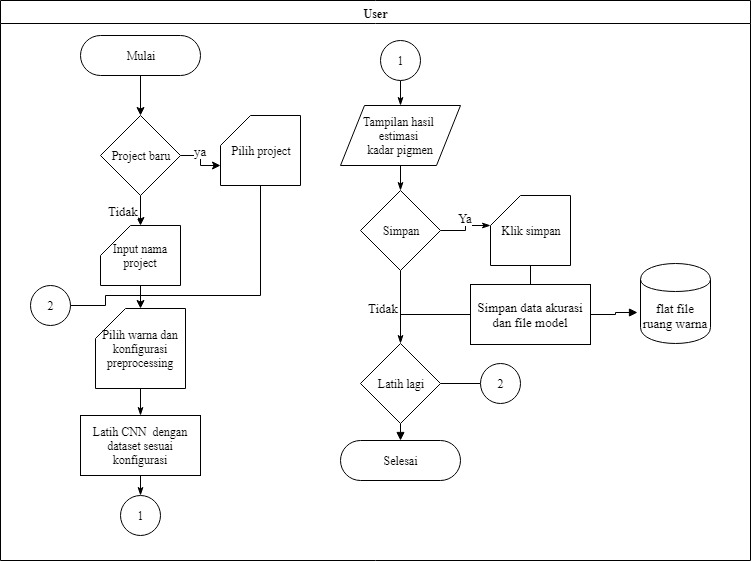 User
Mulai
Project baru
ya
Pilih project
Tidak
Input nama
project
2
Pilih warna dan
konfigurasi
preprocessing
Latih CNN dengan
dataset sesuai
konfigurasi
1
1
Tampilan hasil
estimasi
kadar pigmen
Simpan
Ya
Klik simpan
Tidak
Simpan data akurasi
dan file model
flat file
ruang warna
Latih lagi
2
Selesai